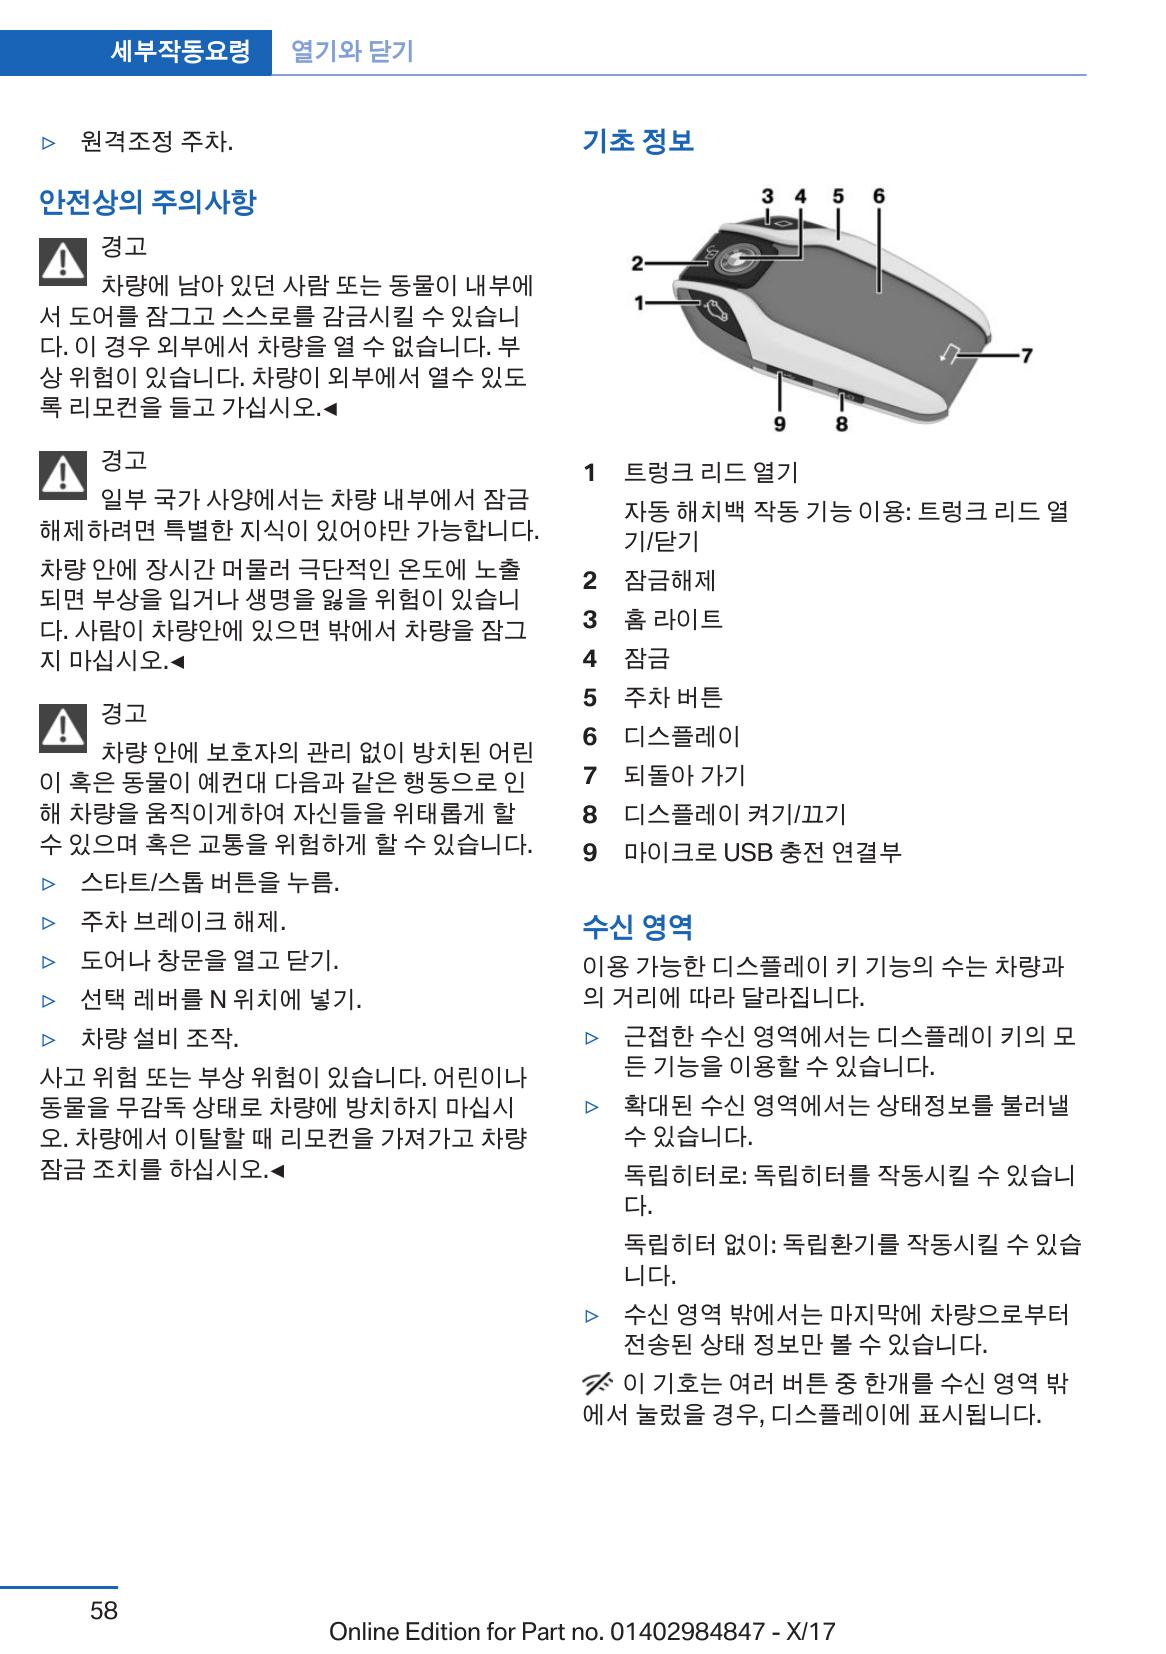 세부작동요령 열기와 닫기
▷ 원격조정 주차.
안전상의 주의사항
경고
차량에 남아 있던 사람 또는 동물이 내부에
서 도어를 잠그고 스스로를 감금시킬 수 있습니
다. 이 경우 외부에서 차량을 열 수 없습니다. 부
상 위험이 있습니다. 차량이 외부에서 열수 있도
록 리모컨을 들고 가십시오.◄
경고
일부 국가 사양에서는 차량 내부에서 잠금
해제하려면 특별한 지식이 있어야만 가능합니다.
차량 안에 장시간 머물러 극단적인 온도에 노출
되면 부상을 입거나 생명을 잃을 위험이 있습니
다. 사람이 차량안에 있으면 밖에서 차량을 잠그
지 마십시오.◄
경고
차량 안에 보호자의 관리 없이 방치된 어린
이 혹은 동물이 예컨대 다음과 같은 행동으로 인
해 차량을 움직이게하여 자신들을 위태롭게 할
수 있으며 혹은 교통을 위험하게 할 수 있습니다.
▷ 스타트/스톱 버튼을 누름.
▷ 주차 브레이크 해제.
▷ 도어나 창문을 열고 닫기.
▷ 선택 레버를 N 위치에 넣기.
▷ 차량 설비 조작.
사고 위험 또는 부상 위험이 있습니다. 어린이나
동물을 무감독 상태로 차량에 방치하지 마십시
오. 차량에서 이탈할 때 리모컨을 가져가고 차량
잠금 조치를 하십시오.◄
기초 정보
3 4 5 6
2
1
7
9 8
1 트렁크 리드 열기
자동 해치백 작동 기능 이용: 트렁크 리드 열
기/닫기
2 잠금해제
3 홈 라이트
4 잠금
5 주차 버튼
6 디스플레이
7 되돌아 가기
8 디스플레이 켜기/끄기
9 마이크로 USB 충전 연결부
수신 영역
이용 가능한 디스플레이 키 기능의 수는 차량과
의 거리에 따라 달라집니다.
▷ 근접한 수신 영역에서는 디스플레이 키의 모
든 기능을 이용할 수 있습니다.
▷ 확대된 수신 영역에서는 상태정보를 불러낼
수 있습니다.
독립히터로: 독립히터를 작동시킬 수 있습니
다.
독립히터 없이: 독립환기를 작동시킬 수 있습
니다.
▷ 수신 영역 밖에서는 마지막에 차량으로부터
전송된 상태 정보만 볼 수 있습니다.
이 기호는 여러 버튼 중 한개를 수신 영역 밖
에서 눌렀을 경우, 디스플레이에 표시됩니다.
58
Online Edition for Part no. 01402984847 - X/17